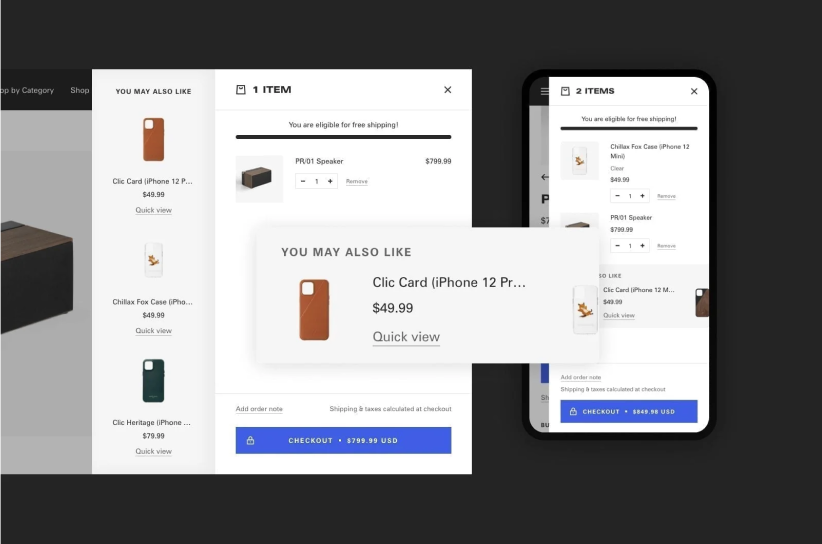 op by Category
Shop
YOU MAY ALSO LIKE
Clic Card (iPhone 12 P...
$49.99
Quick view
Chillax Fox Case (iPho...
$49.99
Quick view
Clic Heritage (iPhone ...
$79.99
Quick view
1 ITEM
You are eligible for free shipping!
PR/01 Speaker
$799.99
− 1 +
Remove
Add order note
Shipping & taxes calculated at checkout
CHECKOUT • $799.99 USD
YOU MAY ALSO LIKE
Clic Card (iPhone 12 Pr...
$49.99
Quick view
2 ITEMS
You are eligible for free shipping!
Chillax Fox Case (iPhone 12
Mini)
Clear
$49.99
− 1 +
Remove
PR/01 Speaker
$799.99
− 1 +
Remove
SO LIKE
Clic Card (iPhone 12 M...
$49.99
Quick view
Add order note
Shipping & taxes calculated at checkout
CHECKOUT • $849.98 USD